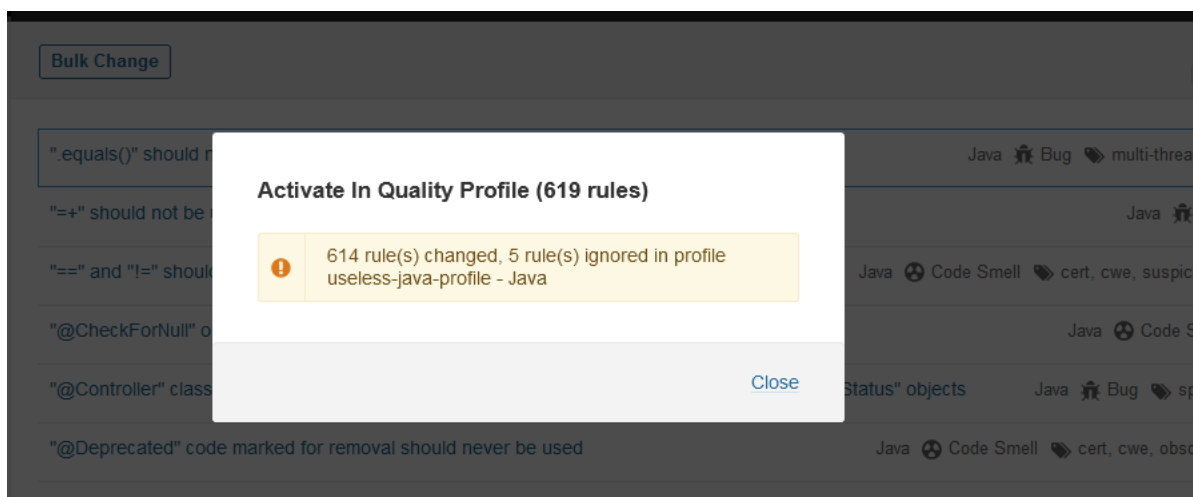 Bulk Change
".equals()" should
Java Bug multi-threa
Activate In Quality Profile (619 rules)
"=+" should not be
Java
614 rule(s) changed, 5 rule(s) ignored in profile
useless-java-profile - Java
"==" and "!=" should
Java Code Smell cert, cwe, suspic
"@CheckForNull" o
Java Code S
Close
"@Controller" class
Status" objects Java Bug sp
"@Deprecated" code marked for removal should never be used
Java Code Smell cert, cwe, obso